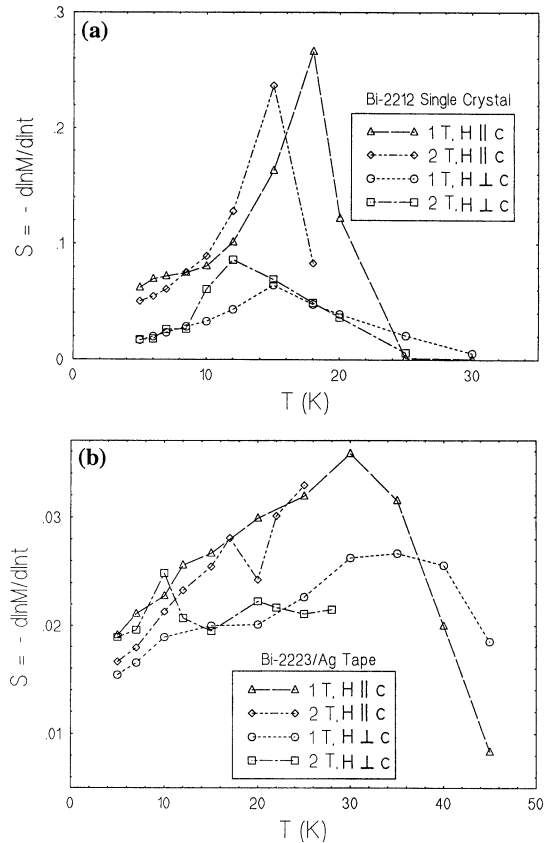 (a)
.3
.2
.1
0
S = - dlnM/dlnt
Bi-2212 Single Crystal
1 T, H || c
2 T, H || c
1 T, H ⊥ c
2 T, H ⊥ c
0 10 20 30
T (K)
(b)
.03
.02
.01
S = - dlnM/dlnt
Bi-2223/Ag Tape
1 T, H || c
2 T, H || c
1 T, H ⊥ c
2 T, H ⊥ c
0 10 20 30 40 50
T (K)